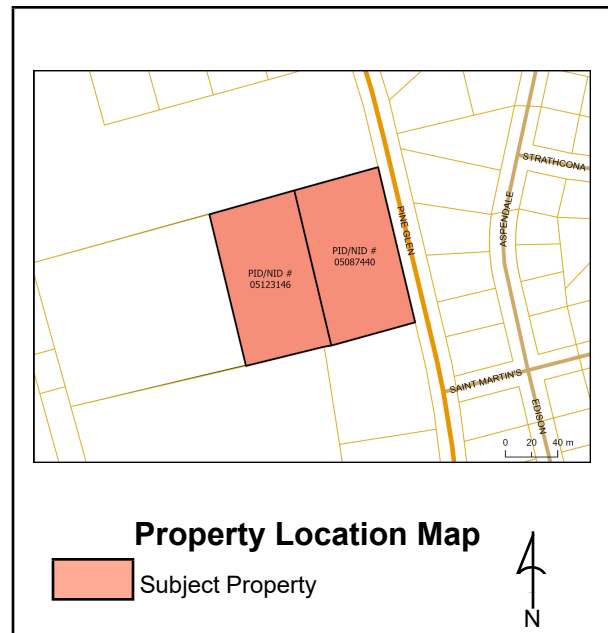 STRATHCONA
ASPENDALE
PINE GLEN
PID/NID #
05087440
PID/NID #
05123146
SAINT MARTIN'S
EDISON
0 20 40 m
Property Location Map
Subject Property
N